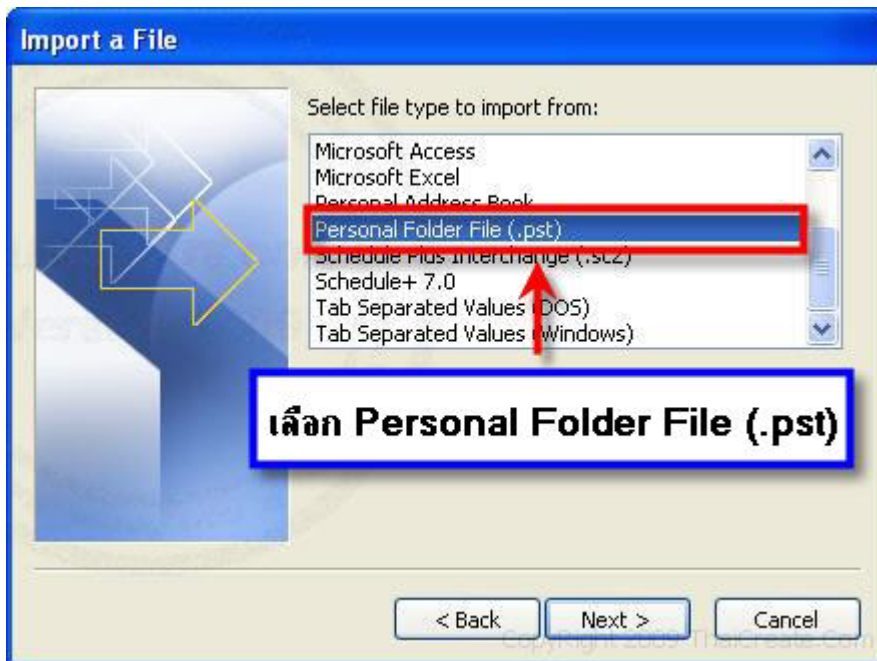 Import a File
Select file type to import from:
Microsoft Access
Microsoft Excel
Personal Address Book
Personal Folder File (.pst)
Schedule Plus Interchange (.sc2)
Schedule+ 7.0
Tab Separated Values (DOS)
Tab Separated Values (Windows)
เลือก Personal Folder File (.pst)
< Back
Next >
Cancel
CopyRight 2009 ThaiCreate.Com